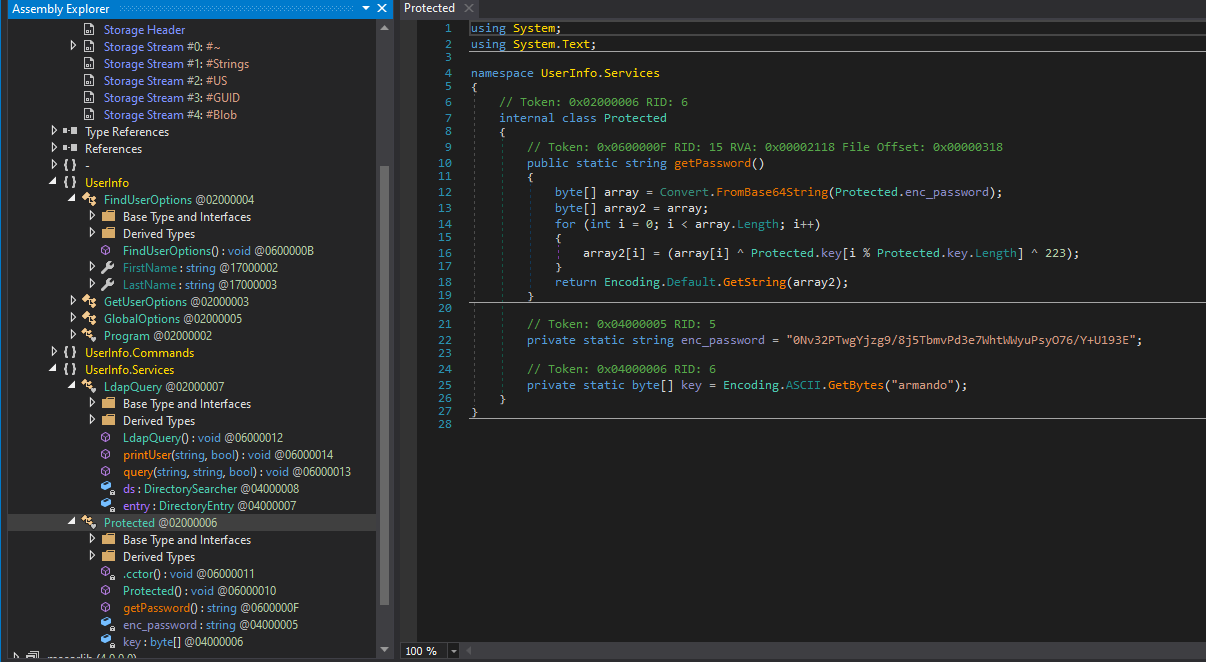 Assembly Explorer
Storage Header
Storage Stream #0: #~
Storage Stream #1: #Strings
Storage Stream #2: #US
Storage Stream #3: #GUID
Storage Stream #4: #Blob
Type References
References
{ } -
{ } UserInfo
FindUserOptions @02000004
Base Type and Interfaces
Derived Types
FindUserOptions() : void @0600000B
FirstName : string @17000002
LastName : string @17000003
GetUserOptions @02000003
GlobalOptions @02000005
Program @02000002
{ } UserInfo.Commands
{ } UserInfo.Services
LdapQuery @02000007
Base Type and Interfaces
Derived Types
LdapQuery() : void @06000012
printUser(string, bool) : void @06000014
query(string, string, bool) : void @06000013
ds : DirectorySearcher @04000008
entry : DirectoryEntry @04000007
Protected @02000006
Base Type and Interfaces
Derived Types
.cctor() : void @06000011
Protected() : void @06000010
getPassword() : string @0600000F
enc_password : string @04000005
key : byte[] @04000006
Protected
1 using System;
2 using System.Text;
3
4 namespace UserInfo.Services
5 {
6 // Token: 0x02000006 RID: 6
7 internal class Protected
8 {
9 // Token: 0x0600000F RID: 15 RVA: 0x00002118 File Offset: 0x00000318
10 public static string getPassword()
11 {
12 byte[] array = Convert.FromBase64String(Protected.enc_password);
13 byte[] array2 = array;
14 for (int i = 0; i < array.Length; i++)
15 {
16 array2[i] = (array[i] ^ Protected.key[i % Protected.key.Length] ^ 223);
17 }
18 return Encoding.Default.GetString(array2);
19 }
20
21 // Token: 0x04000005 RID: 5
22 private static string enc_password = "0Nv32PTwgYjzg9/8j5TbmvPd3e7WhtWWyuPsyO76/Y+U193E";
23
24 // Token: 0x04000006 RID: 6
25 private static byte[] key = Encoding.ASCII.GetBytes("armando");
26 }
27 }
28
100 %